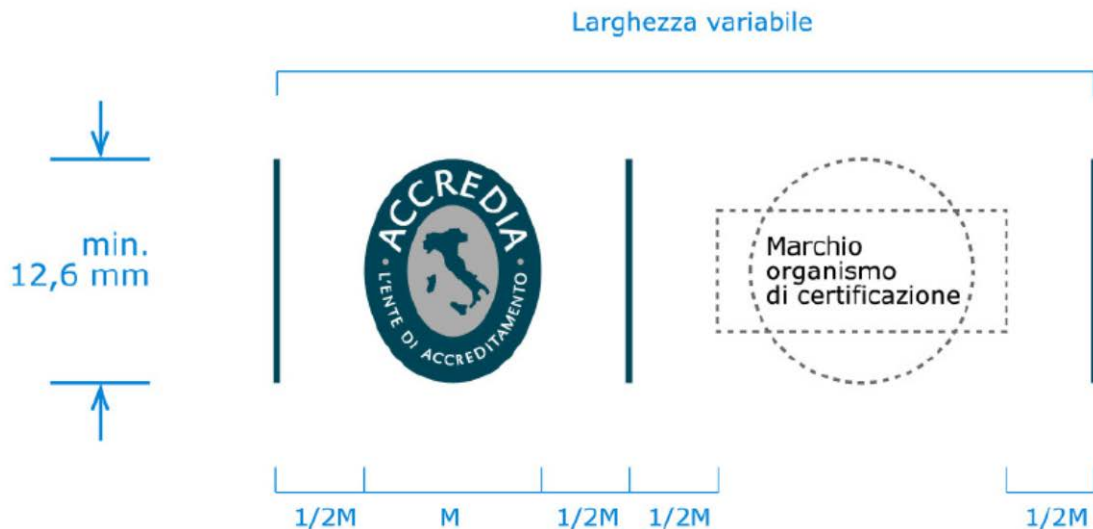 Larghezza variabile
min.
12,6 mm
ACCREDIA
• L'ENTE DI ACCREDITAMENTO •
Marchio
organismo
di certificazione
1/2M
M
1/2M
1/2M
1/2M